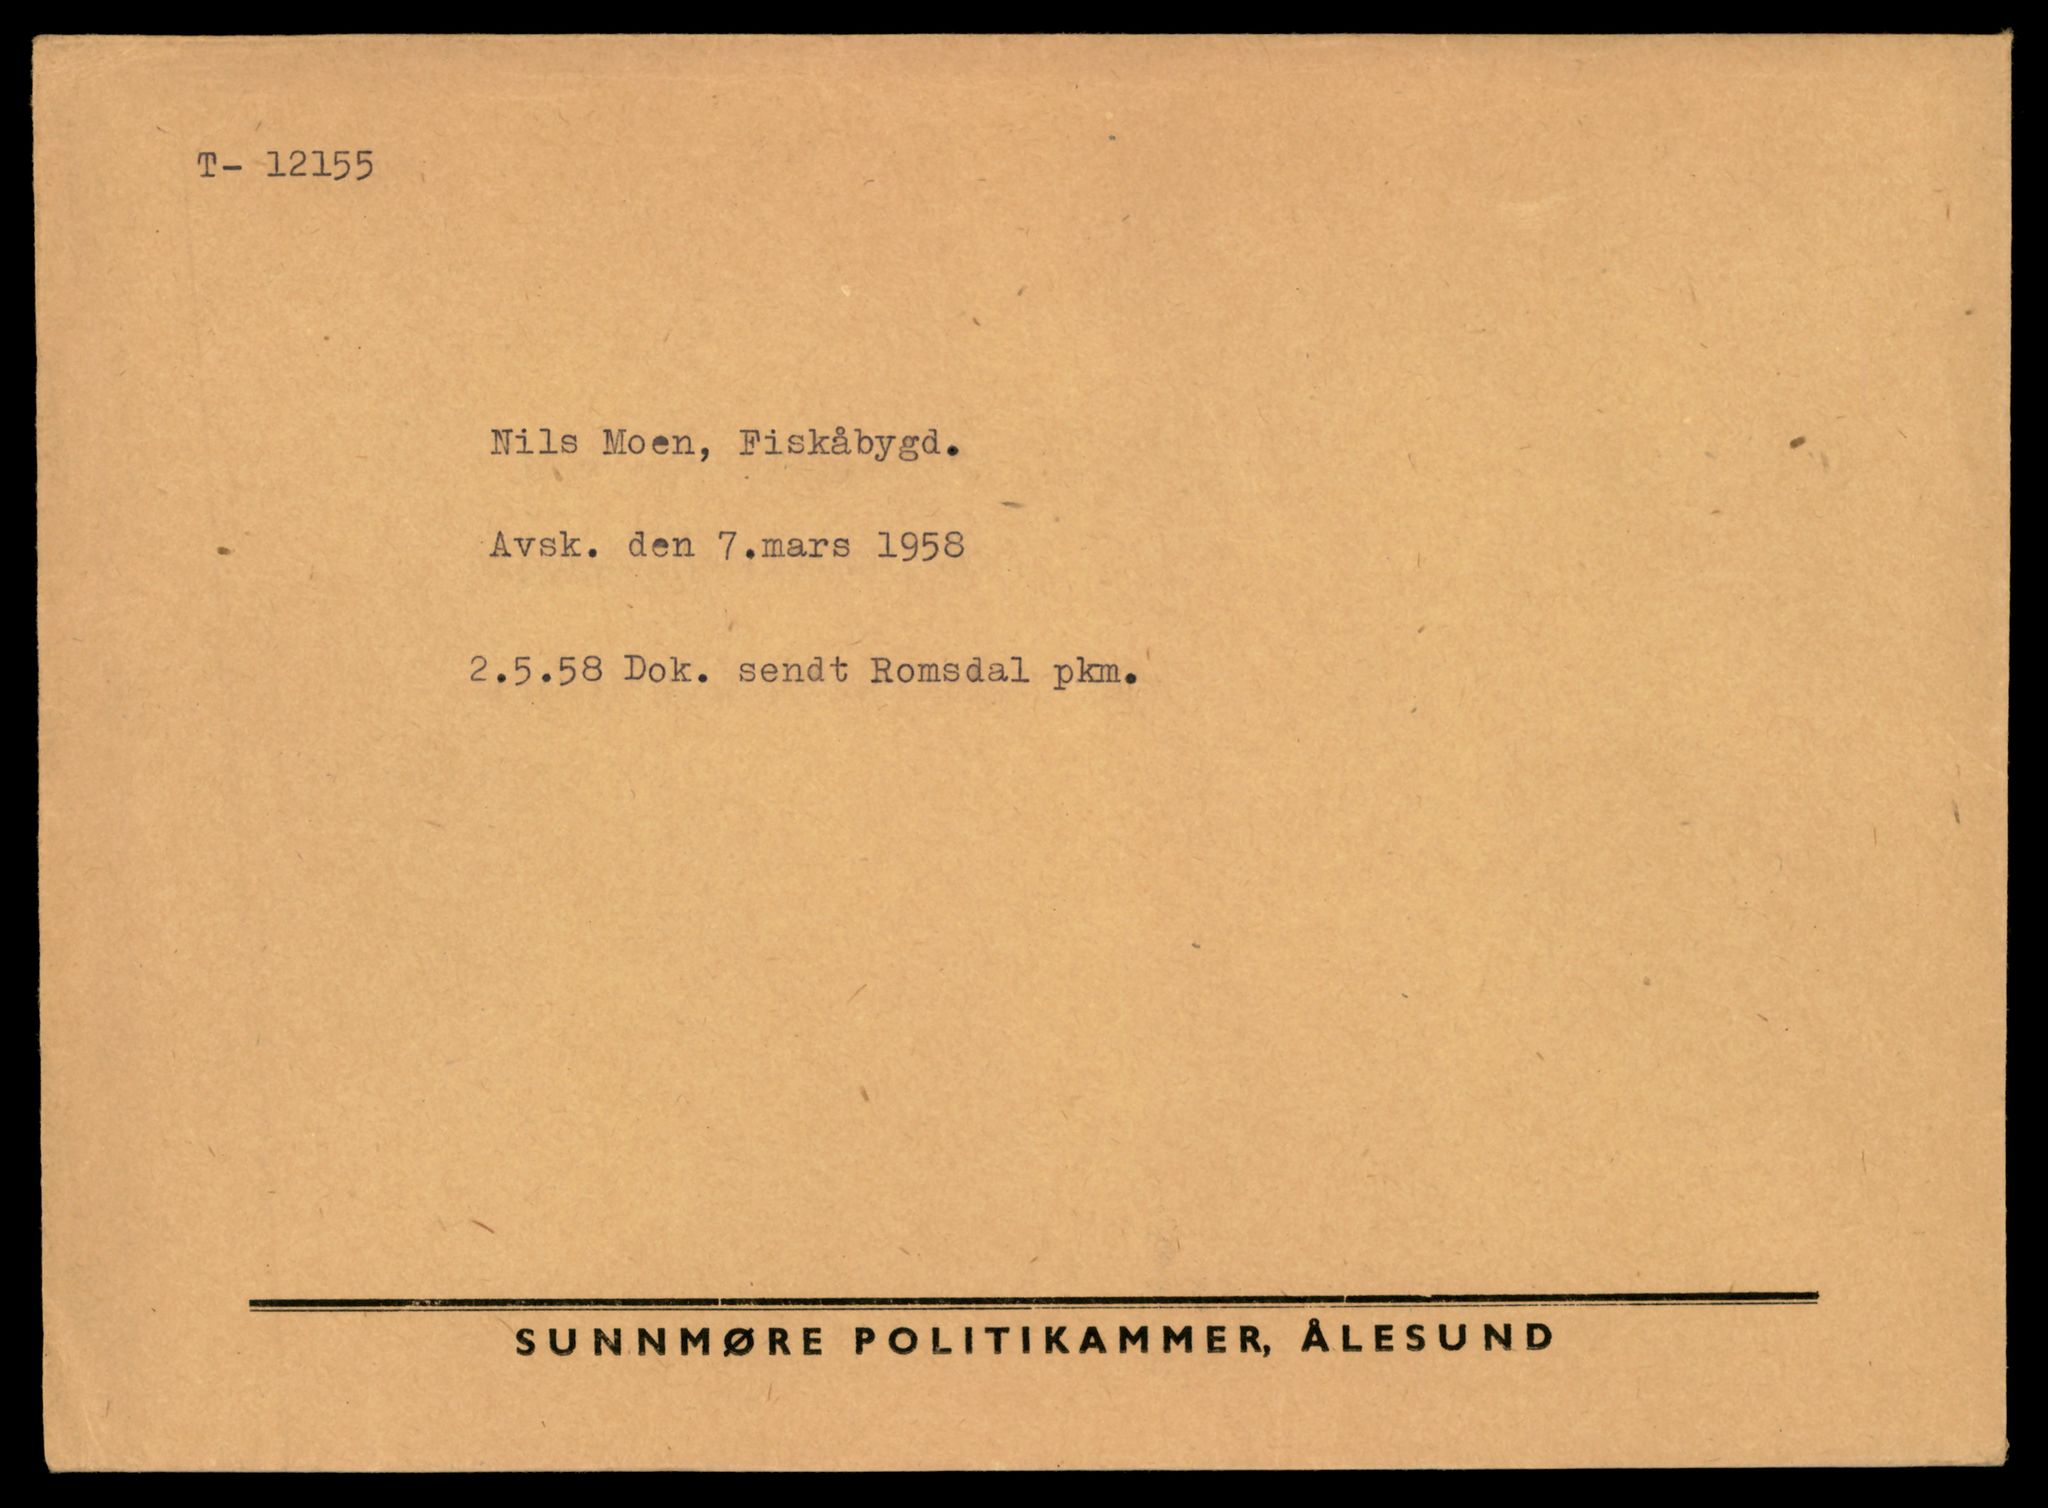 T- 12155
Nils Moen, Fiskåbygd.
Avsk. den 7.mars 1958
2.5.58 Dok. sendt Romsdal pkm.
SUNNMØRE POLITIKAMMER, ÅLESUND